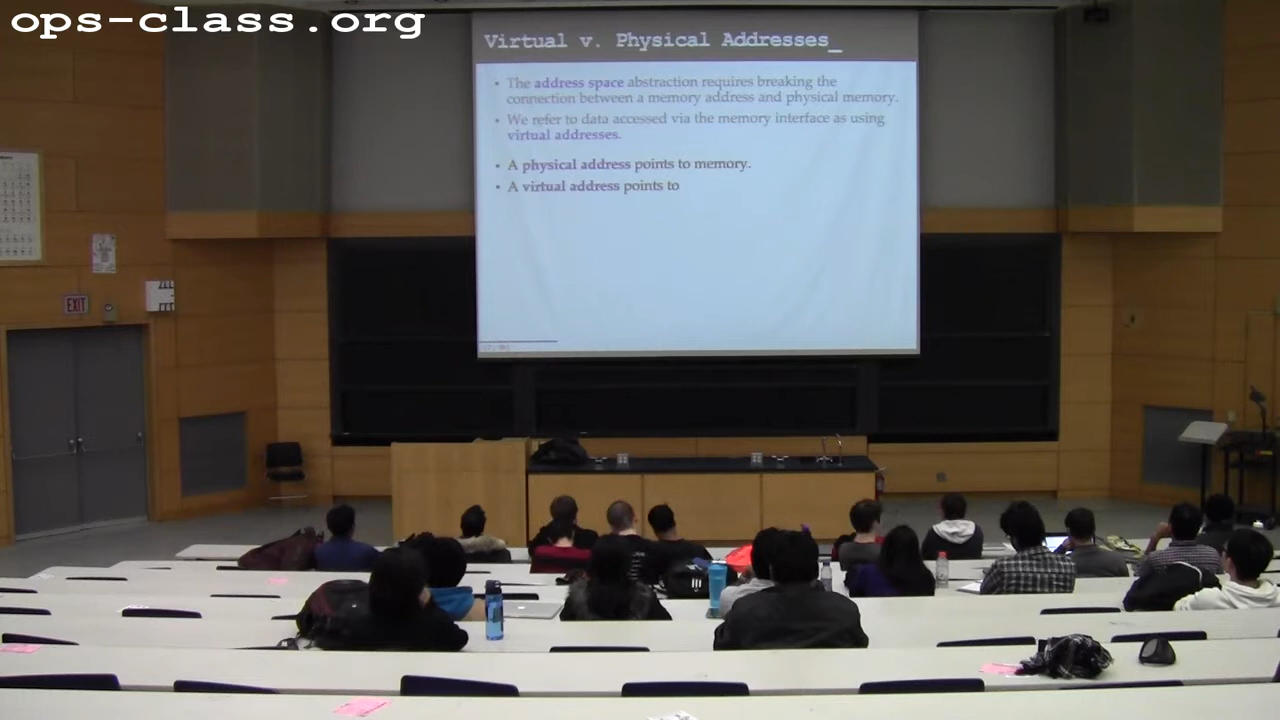 ops-class.org
Virtual v. Physical Addresses_
• The address space abstraction requires breaking the
connection between a memory address and physical memory.
• We refer to data accessed via the memory interface as using
virtual addresses.
• A physical address points to memory.
• A virtual address points to
EXIT